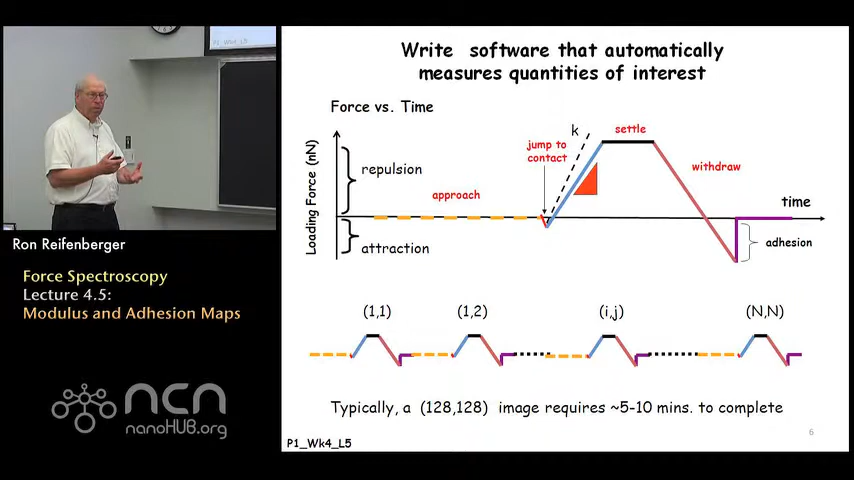 Write software that automatically
measures quantities of interest
Force vs. Time
Loading Force (nN)
repulsion
attraction
approach
jump to
contact
k
settle
withdraw
time
adhesion
(1,1)
(1,2)
(i,j)
(N,N)
Typically, a (128,128) image requires ~5-10 mins. to complete
6
P1_Wk4_L5
Ron Reifenberger
Force Spectroscopy
Lecture 4.5:
Modulus and Adhesion Maps
ncn
nanoHUB.org